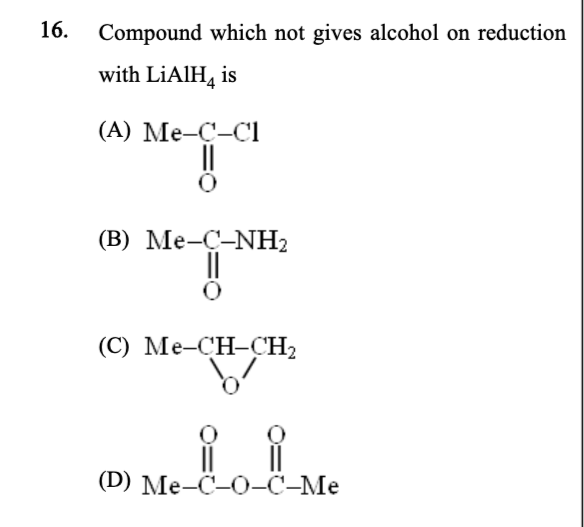 16. Compound which not gives alcohol on reduction
with LiAlH₄ is
(A) Me–C–Cl
||
O
(B) Me–C–NH₂
||
O
(C) Me–CH–CH₂
O
O O
|| ||
(D) Me–C–O–C–Me